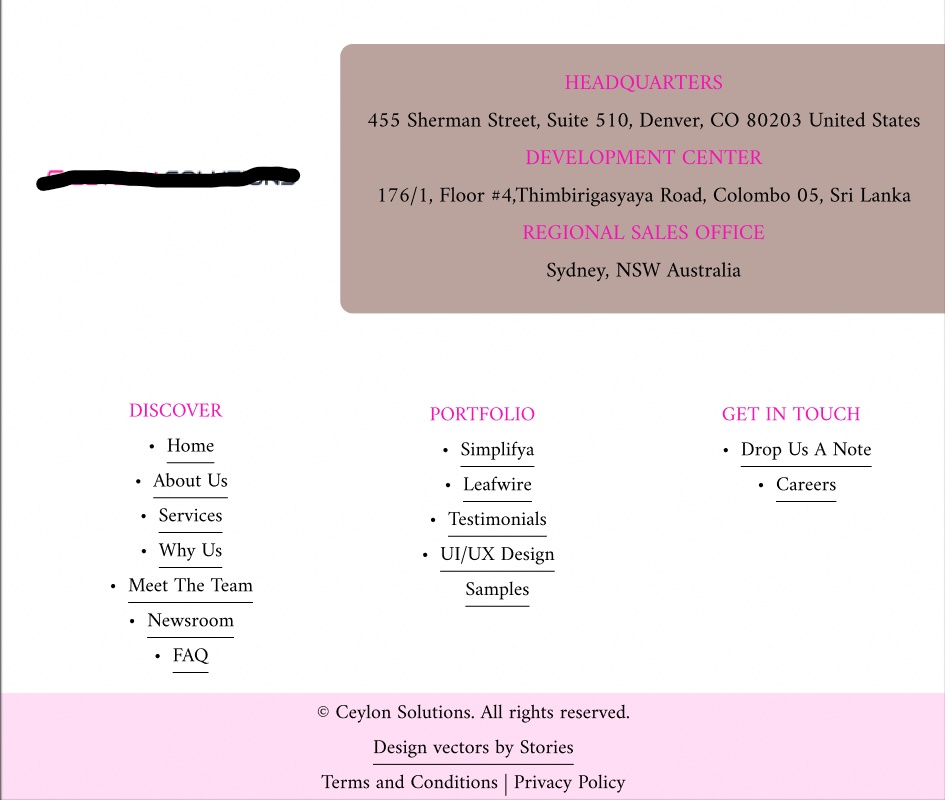 HEADQUARTERS
455 Sherman Street, Suite 510, Denver, CO 80203 United States
DEVELOPMENT CENTER
176/1, Floor #4,Thimbirigasyaya Road, Colombo 05, Sri Lanka
REGIONAL SALES OFFICE
Sydney, NSW Australia
DISCOVER
• Home
• About Us
• Services
• Why Us
• Meet The Team
• Newsroom
• FAQ
PORTFOLIO
• Simplifya
• Leafwire
• Testimonials
• UI/UX Design
Samples
GET IN TOUCH
• Drop Us A Note
• Careers
© Ceylon Solutions. All rights reserved.
Design vectors by Stories
Terms and Conditions | Privacy Policy